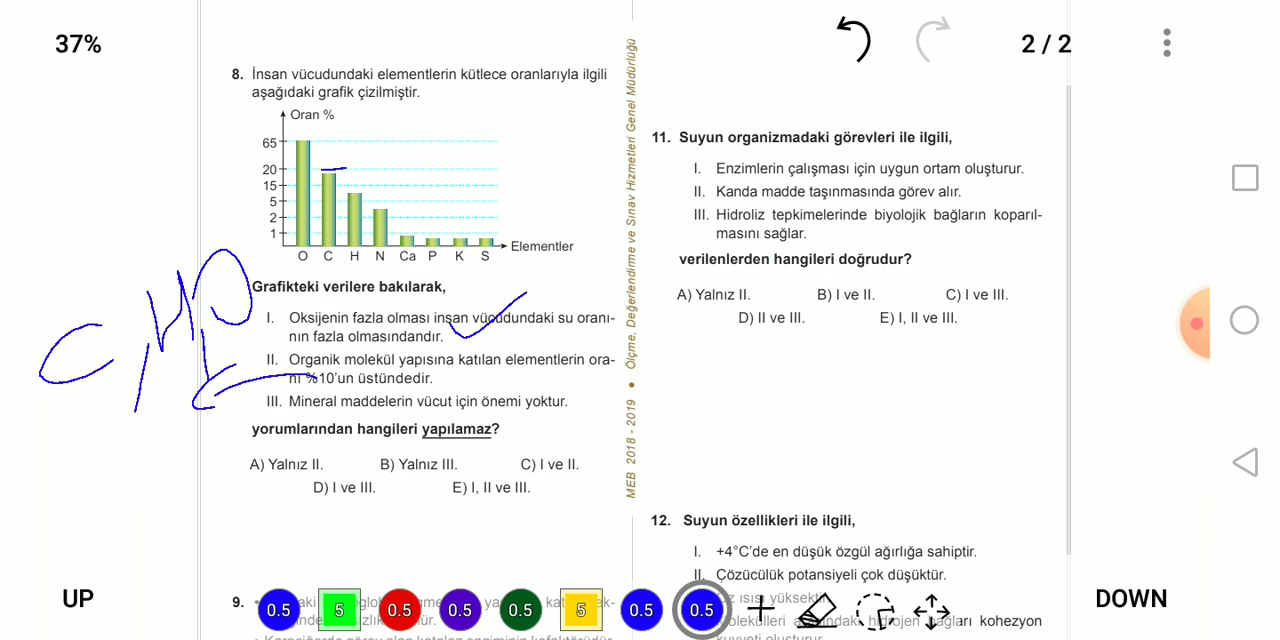 37%
2 / 2
8. İnsan vücudundaki elementlerin kütlece oranlarıyla ilgili
aşağıdaki grafik çizilmiştir.
Oran %
65
20
15
5
2
1
O C H N Ca P K S
Elementler
Grafikteki verilere bakılarak,
I. Oksijenin fazla olması insan vücudundaki su oranı-
nın fazla olmasındandır.
II. Organik molekül yapısına katılan elementlerin ora-
nı %10'un üstündedir.
III. Mineral maddelerin vücut için önemi yoktur.
yorumlarından hangileri yapılamaz?
A) Yalnız II. B) Yalnız III. C) I ve II.
D) I ve III. E) I, II ve III.
C, H, O
9.
MEB 2018 - 2019 ● Ölçme, Değerlendirme ve Sınav Hizmetleri Genel Müdürlüğü
11. Suyun organizmadaki görevleri ile ilgili,
I. Enzimlerin çalışması için uygun ortam oluşturur.
II. Kanda madde taşınmasında görev alır.
III. Hidroliz tepkimelerinde biyolojik bağların koparıl-
masını sağlar.
verilenlerden hangileri doğrudur?
A) Yalnız II. B) I ve II. C) I ve III.
D) II ve III. E) I, II ve III.
12. Suyun özellikleri ile ilgili,
I. +4°C'de en düşük özgül ağırlığa sahiptir.
II. Çözücülük potansiyeli çok düşüktür.
ısısı yüksektir
hidrojen bağları kohezyon
kuvveti oluşturur.
UP
0.5 5 0.5 0.5 0.5 5 0.5 0.5
DOWN